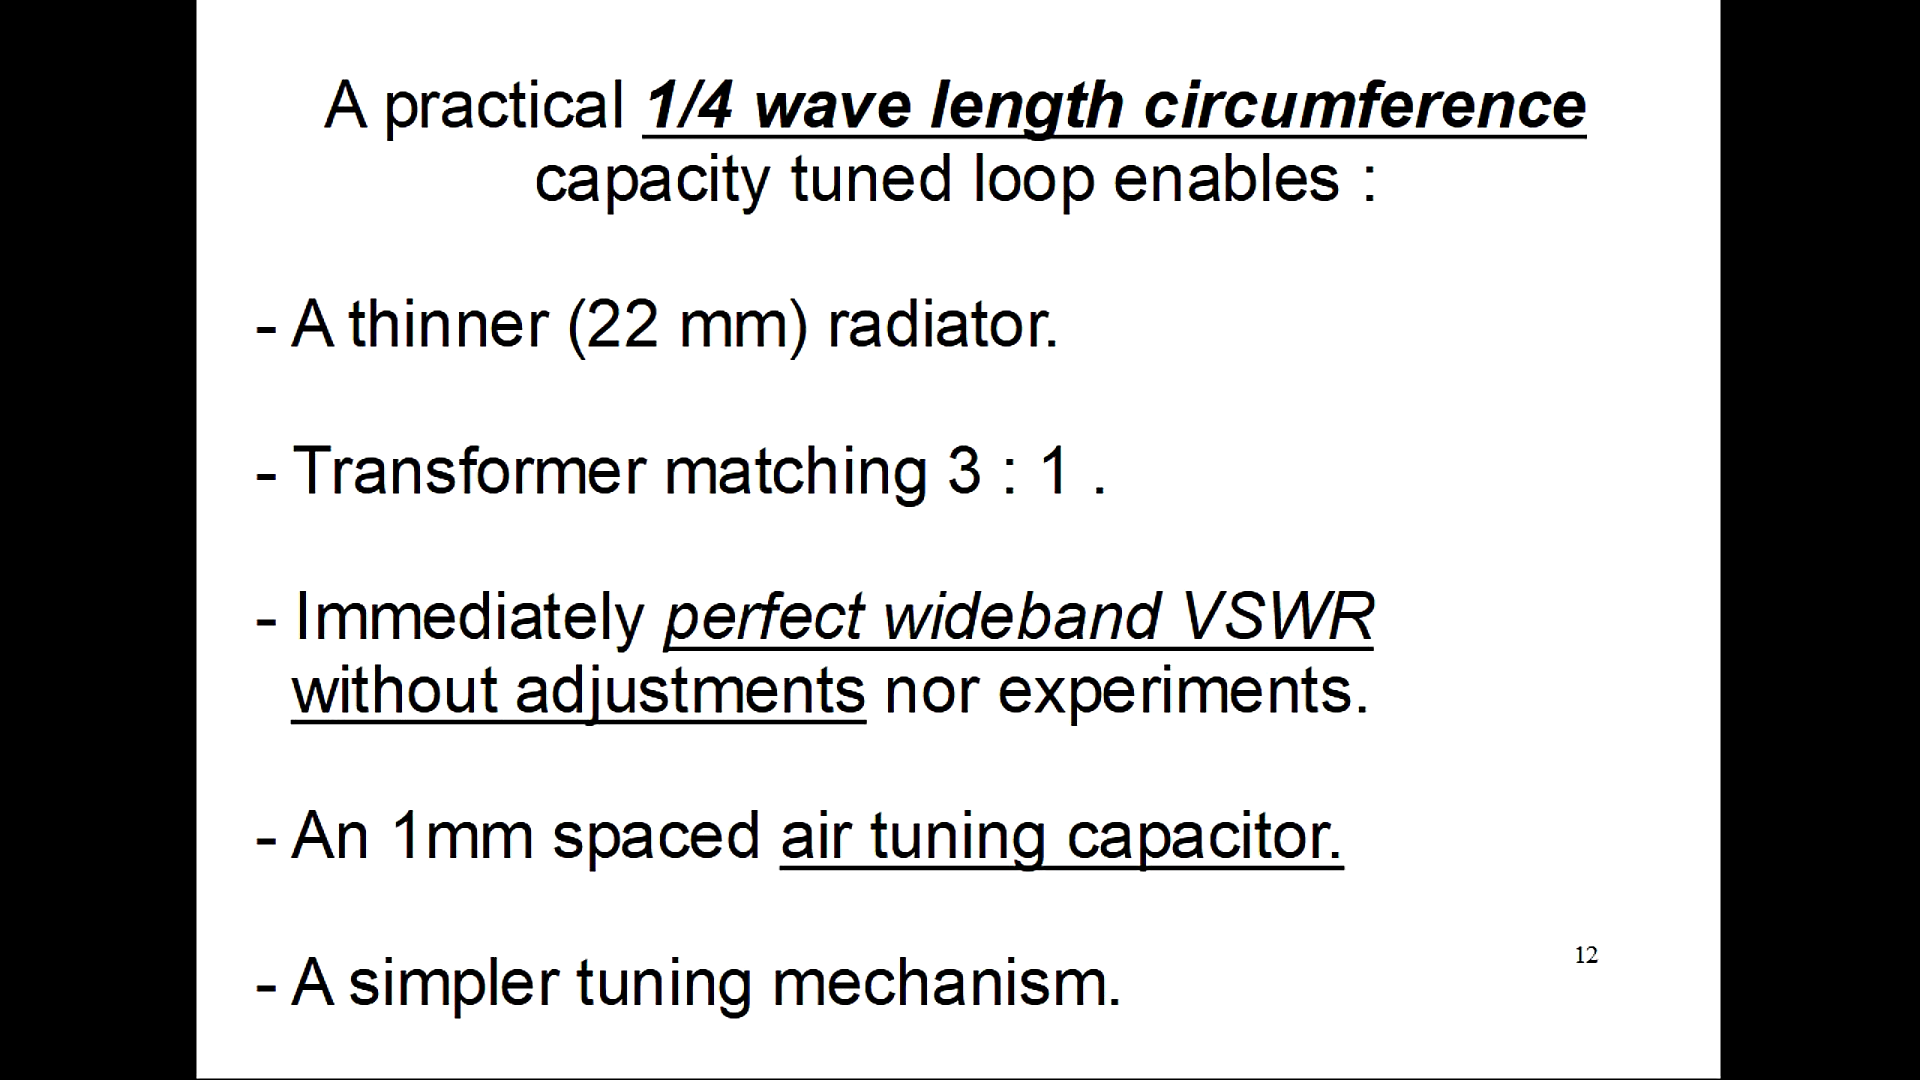 A practical 1/4 wave length circumference
capacity tuned loop enables :
- A thinner (22 mm) radiator.
- Transformer matching 3 : 1 .
- Immediately perfect wideband VSWR
without adjustments nor experiments.
- An 1mm spaced air tuning capacitor.
- A simpler tuning mechanism.
12